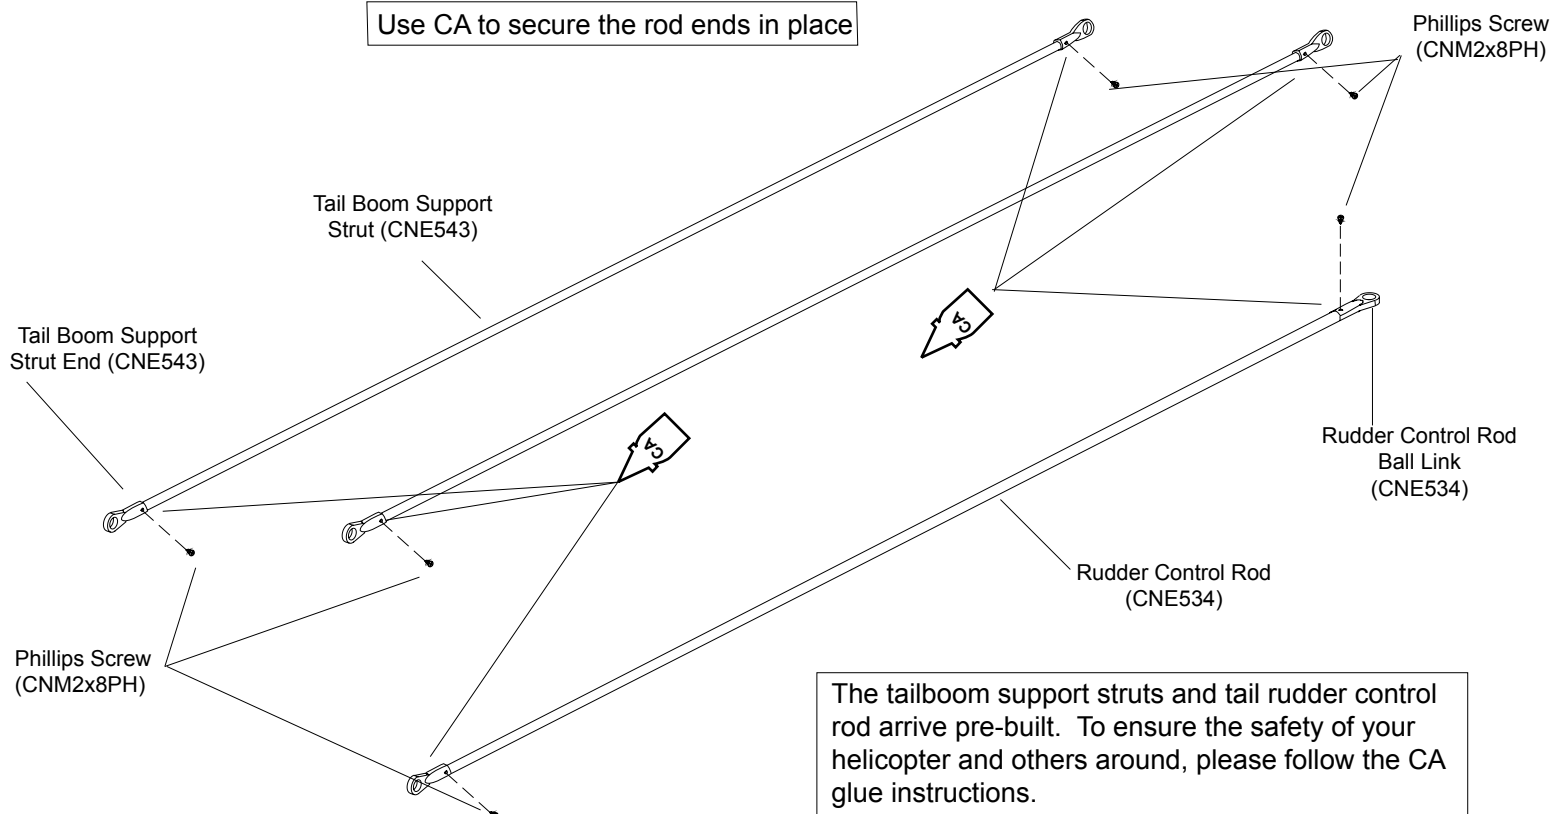 Use CA to secure the rod ends in place
Phillips Screw
(CNM2x8PH)
Tail Boom Support
Strut (CNE543)
Tail Boom Support
Strut End (CNE543)
CA
CA
Rudder Control Rod
Ball Link
(CNE534)
Rudder Control Rod
(CNE534)
Phillips Screw
(CNM2x8PH)
The tailboom support struts and tail rudder control
rod arrive pre-built. To ensure the safety of your
helicopter and others around, please follow the CA
glue instructions.